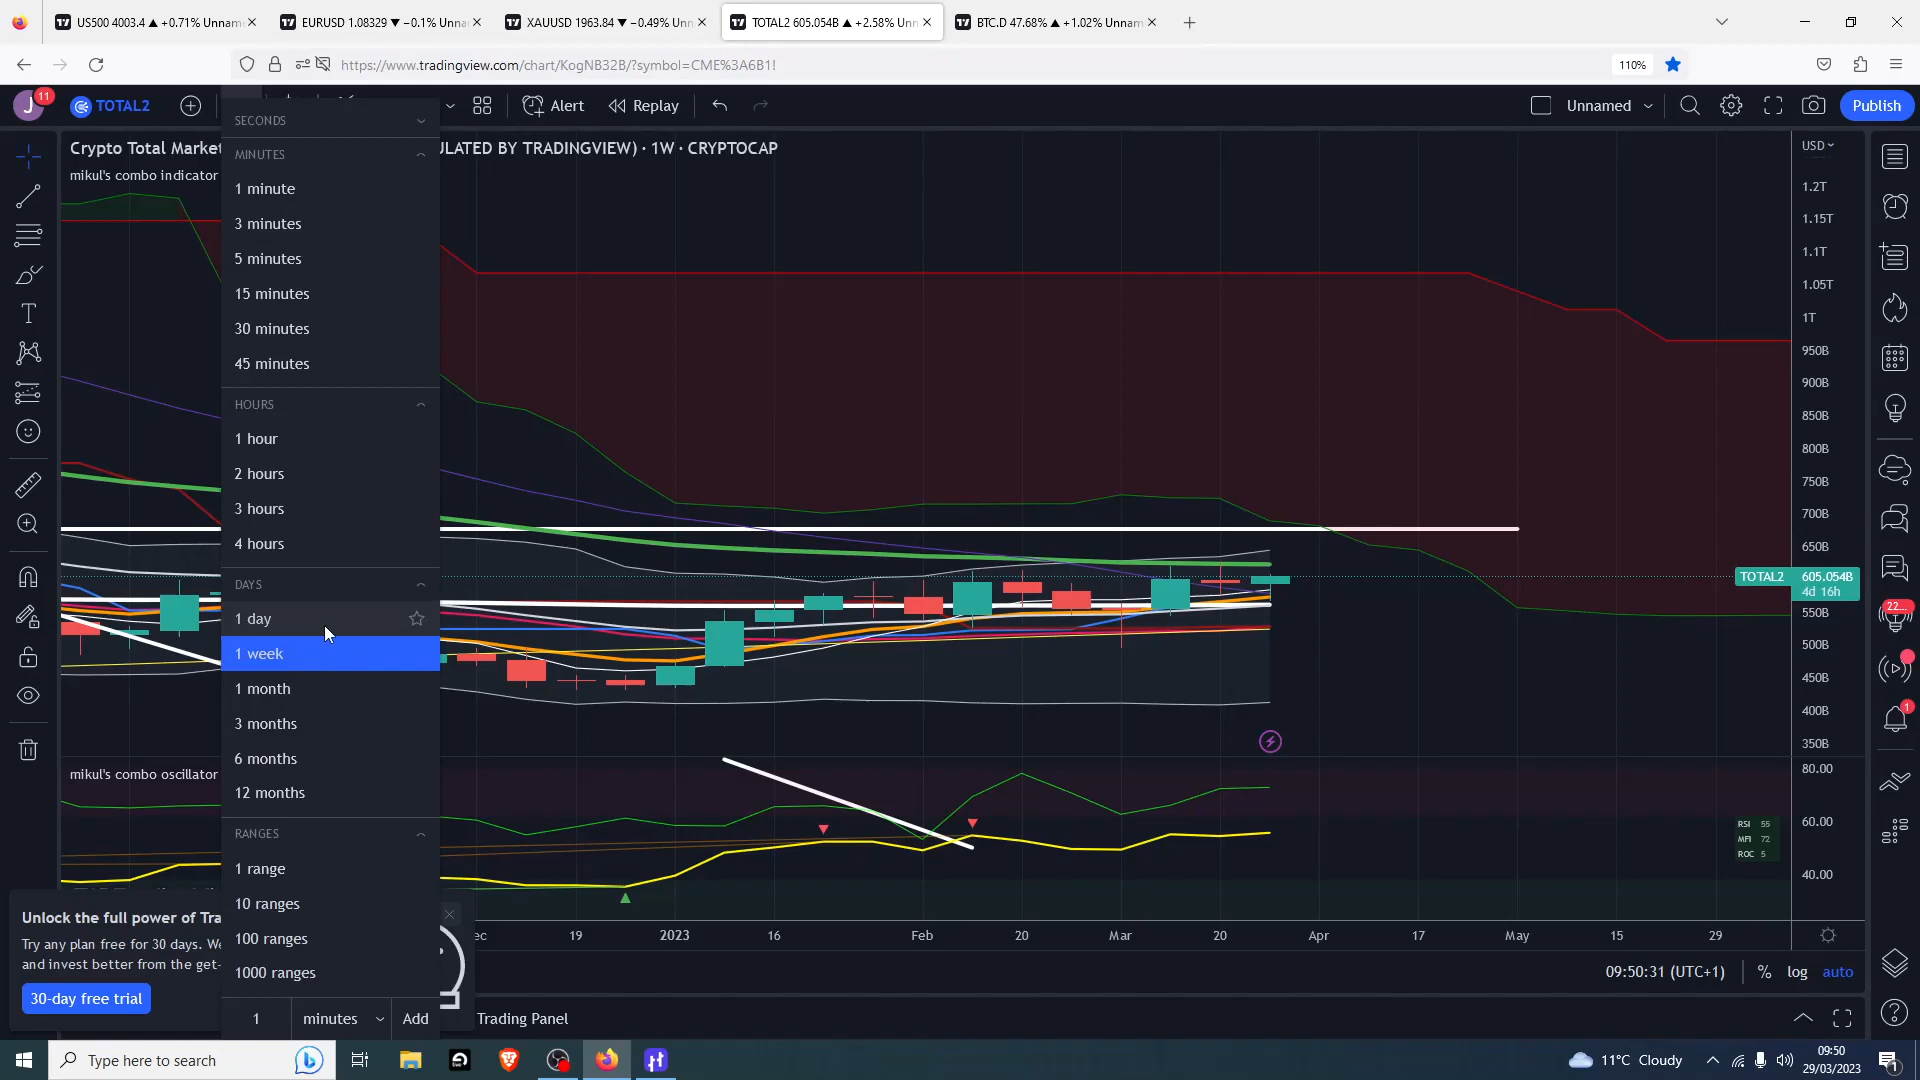 US500 4003.4 ▲ +0.71% Unnam
EURUSD 1.08329 ▼ −0.1% Unna
XAUUSD 1963.84 ▼ −0.49% Un
TOTAL2 605.054B ▲ +2.58% Un
BTC.D 47.68% ▲ +1.02% Unnam
https://www.tradingview.com/chart/KogNB32B/?symbol=CME%3A6B1!
110%
J
11
TOTAL2
Alert
Replay
Unnamed
Publish
Crypto Total Market
ULATED BY TRADINGVIEW) · 1W · CRYPTOCAP
mikul's combo indicator
SECONDS
MINUTES
1 minute
3 minutes
5 minutes
15 minutes
30 minutes
45 minutes
HOURS
1 hour
2 hours
3 hours
4 hours
DAYS
1 day
1 week
1 month
3 months
6 months
12 months
RANGES
1 range
10 ranges
100 ranges
1000 ranges
1
minutes
Add
USD
1.2T
1.15T
1.1T
1.05T
1T
950B
900B
850B
800B
750B
700B
650B
TOTAL2 605.054B
4d 16h
550B
500B
450B
400B
350B
80.00
60.00
40.00
RSI 55
MFI 72
ROC 5
22...
1
mikul's combo oscillator
Unlock the full power of Tra
Try any plan free for 30 days. We
and invest better from the get-
30-day free trial
ec
19
2023
16
Feb
20
Mar
20
Apr
17
May
15
29
09:50:31 (UTC+1)
%
log
auto
Trading Panel
Type here to search
11°C Cloudy
09:50
29/03/2023
1